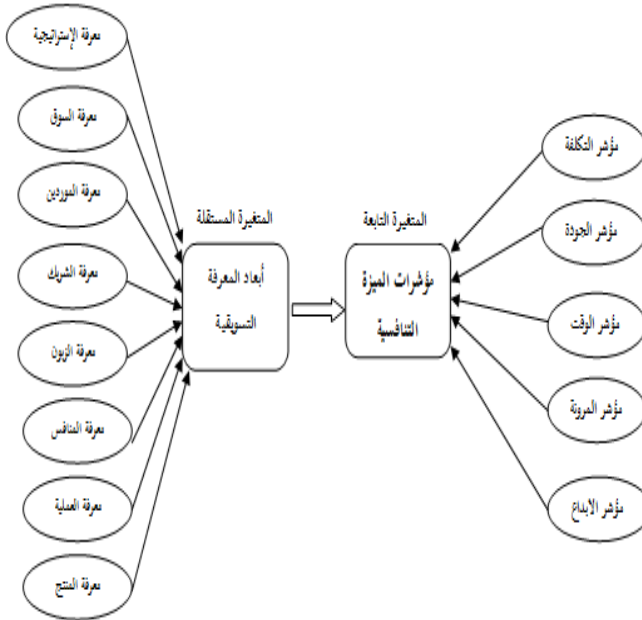 معرفة الإستراتيجية
معرفة السوق
معرفة الموردين
معرفة الشريك
معرفة الزبون
معرفة المنافس
معرفة العملية
معرفة المنتج
المتغيرة المستقلة
أبعاد المعرفة
التسويقية
المتغيرة التابعة
مؤشرات الميزة
التنافسية
مؤشر التكلفة
مؤشر الجودة
مؤشر الوقت
مؤشر المرونة
مؤشر الابداع